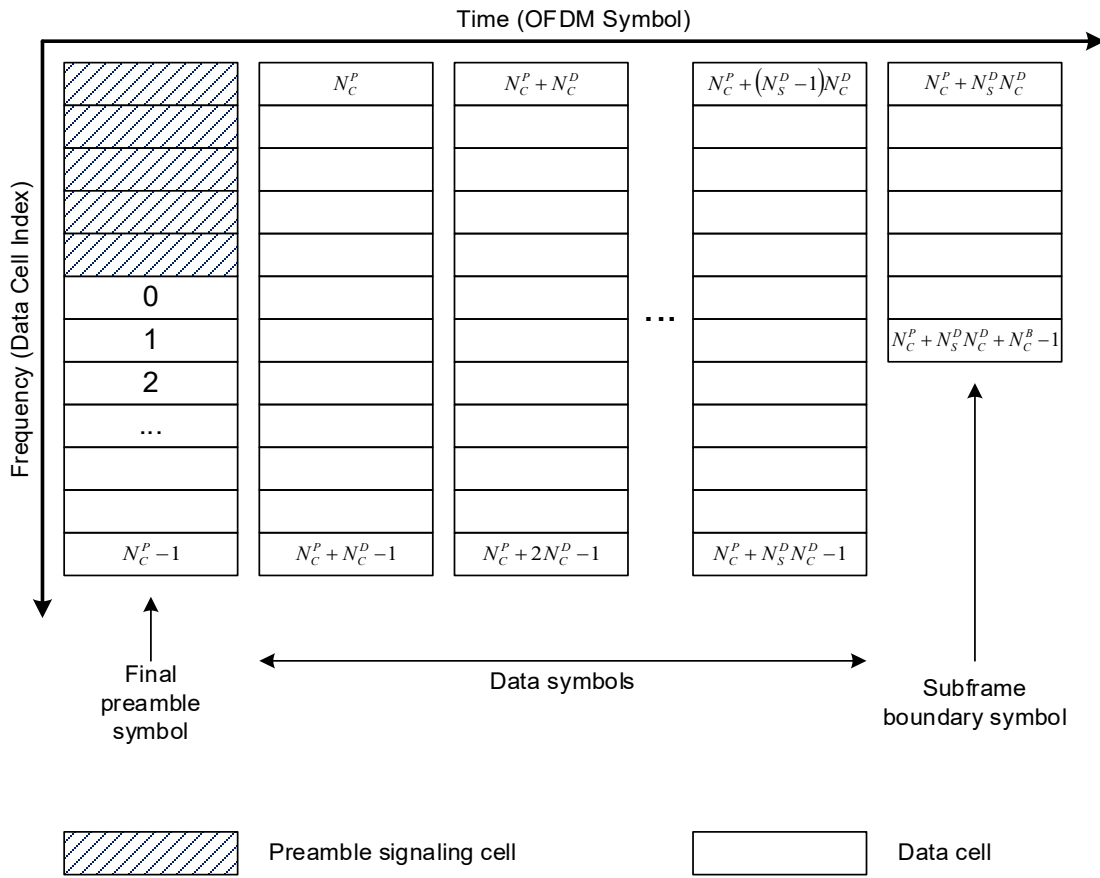 Time (OFDM Symbol)
Frequency (Data Cell Index)
$N_C^P$
$N_C^P + N_C^D$
$N_C^P + (N_S^D - 1)N_C^D$
$N_C^P + N_S^D N_C^D$
0
1
2
...
...
$N_C^P + N_S^D N_C^D + N_C^B - 1$
$N_C^P - 1$
$N_C^P + N_C^D - 1$
$N_C^P + 2N_C^D - 1$
$N_C^P + N_S^D N_C^D - 1$
Final
preamble
symbol
Data symbols
Subframe
boundary symbol
Preamble signaling cell
Data cell